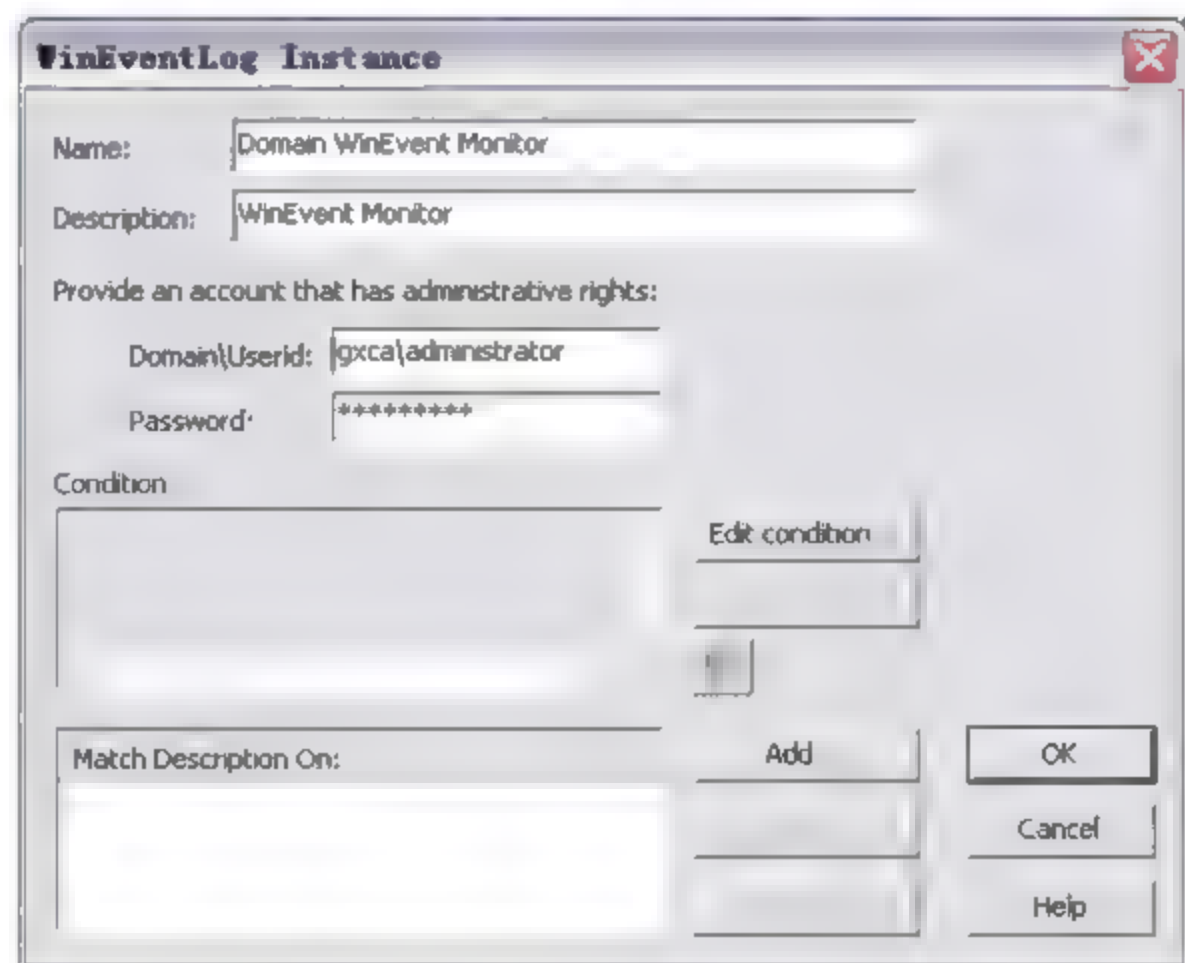 WinEventLog Instance
Name: Domain WinEvent Monitor
Description: WinEvent Monitor
Provide an account that has administrative rights:
Domain\Userid: gxca\administrator
Password: *********
Condition
Edit condition
Match Description On:
Add
OK
Cancel
Help